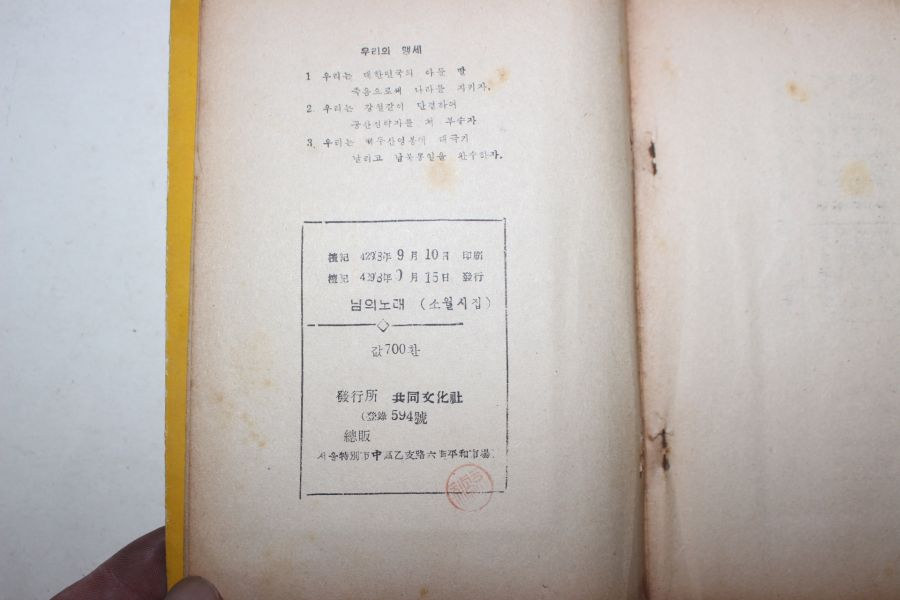 우리의 맹세
1 우리는 대한민국의 아들 딸
죽음으로써 나라를 지키자.
2. 우리는 강철같이 단결하여
공산침략자를 쳐 부수자
3. 우리는 백두산영봉에 태극기
날리고 남북통일을 완수하자.
檀紀 4293年 9月 10日 印刷
檀紀 4293年 9月 15日 發行
님의노래 (소월시집)
값 700환
發行所 共同文化社
(登錄 594號
總販
서울特別市中區乙支路六街平和市場